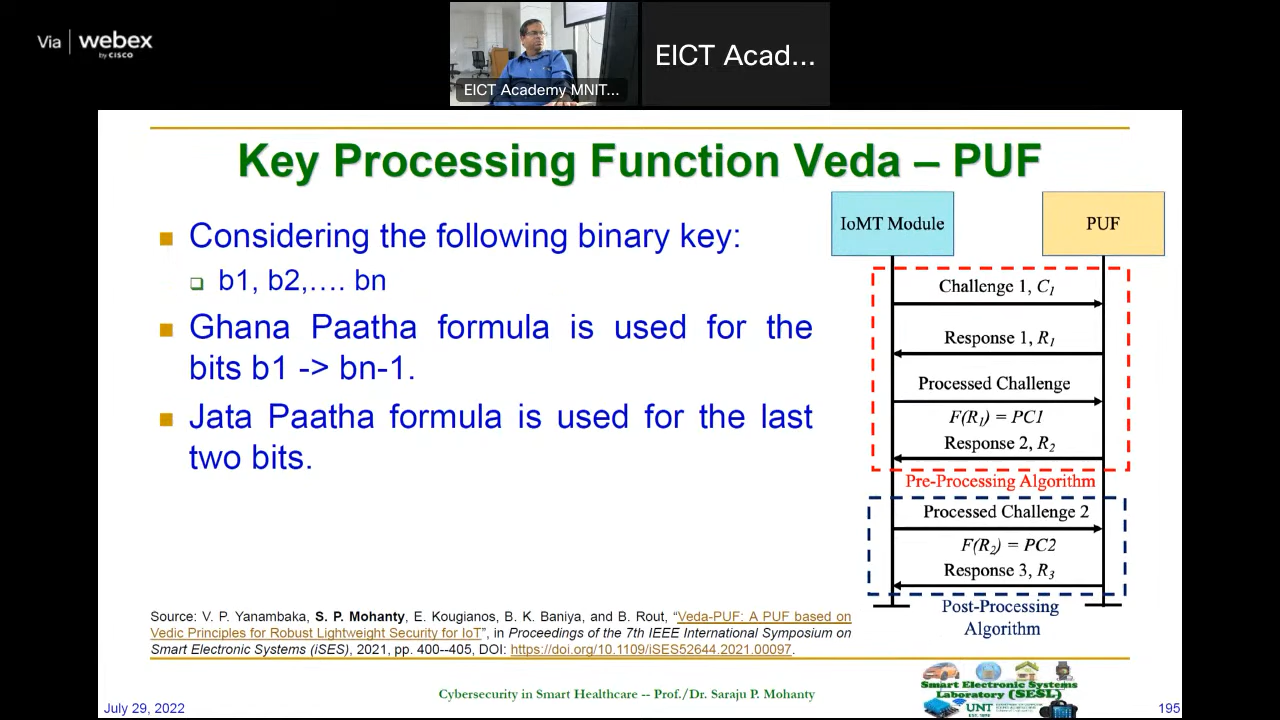 Via webex
by CISCO
EICT Academy MNIT...
EICT Acad...
Key Processing Function Veda – PUF
Considering the following binary key:
b1, b2,.... bn
Ghana Paatha formula is used for the
bits b1 -> bn-1.
Jata Paatha formula is used for the last
two bits.
IoMT Module
PUF
Challenge 1, C1
Response 1, R1
Processed Challenge
F(R1) = PC1
Response 2, R2
Pre-Processing Algorithm
Processed Challenge 2
F(R2) = PC2
Response 3, R3
Post-Processing
Algorithm
Source: V. P. Yanambaka, S. P. Mohanty, E. Kougianos, B. K. Baniya, and B. Rout, “Veda-PUF: A PUF based on
Vedic Principles for Robust Lightweight Security for IoT”, in Proceedings of the 7th IEEE International Symposium on
Smart Electronic Systems (iSES), 2021, pp. 400--405, DOI: https://doi.org/10.1109/iSES52644.2021.00097.
July 29, 2022
Cybersecurity in Smart Healthcare -- Prof./Dr. Saraju P. Mohanty
Smart Electronic Systems
Laboratory (SESL)
UNT
195